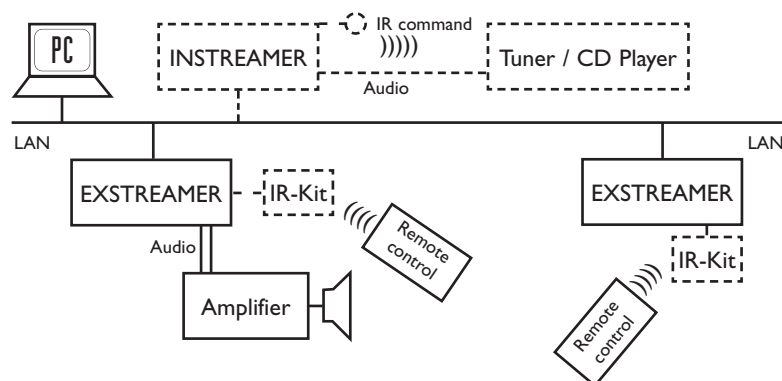 PC
INSTREAMER
IR command
Tuner / CD Player
Audio
LAN
LAN
EXSTREAMER
IR-Kit
Remote
control
Audio
Amplifier
EXSTREAMER
IR-Kit
Remote
control